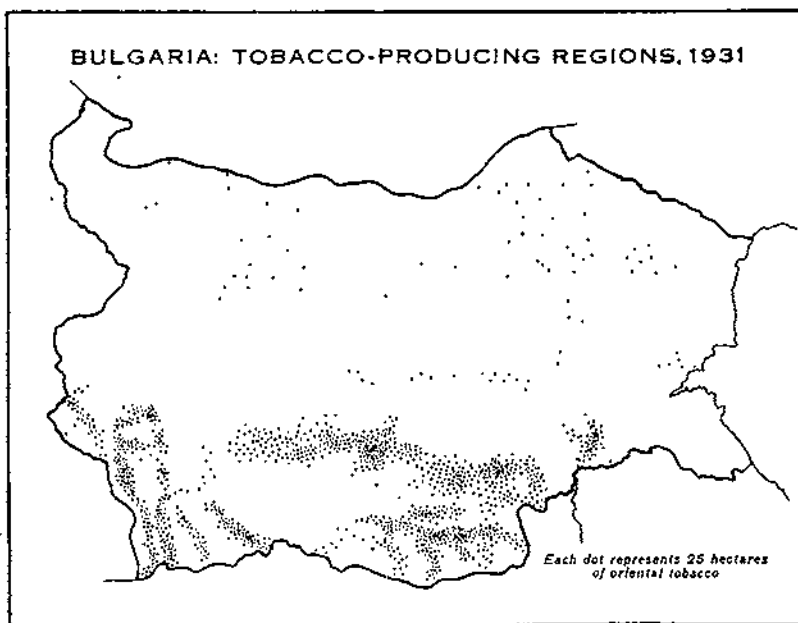 BULGARIA: TOBACCO-PRODUCING REGIONS, 1931
Each dot represents 25 hectares
of oriental tobacco